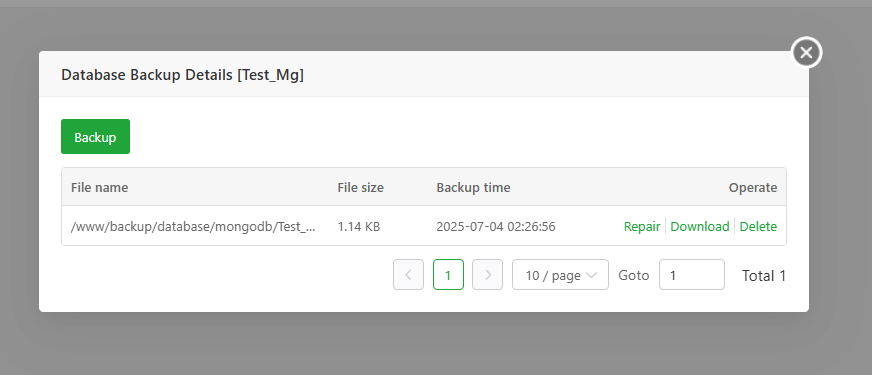 Database Backup Details [Test_Mg]
Backup
File name File size Backup time Operate
/www/backup/database/mongodb/Test_... 1.14 KB 2025-07-04 02:26:56 Repair Download Delete
1 10 / page Goto 1 Total 1